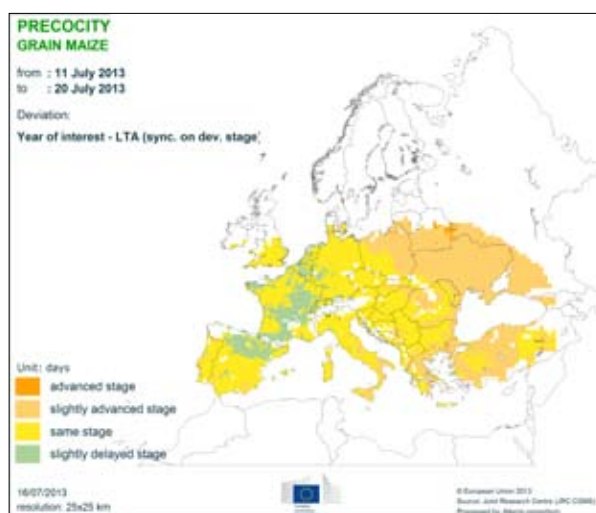 PRECOCITY
GRAIN MAIZE
from : 11 July 2013
to : 20 July 2013
Deviation:
Year of interest - LTA (sync. on dev. stage)
Unit: days
advanced stage
slightly advanced stage
same stage
slightly delayed stage
16/07/2013
resolution: 25x25 km
© European Union 2013
Source: Joint Research Centre (JRC
Processed by